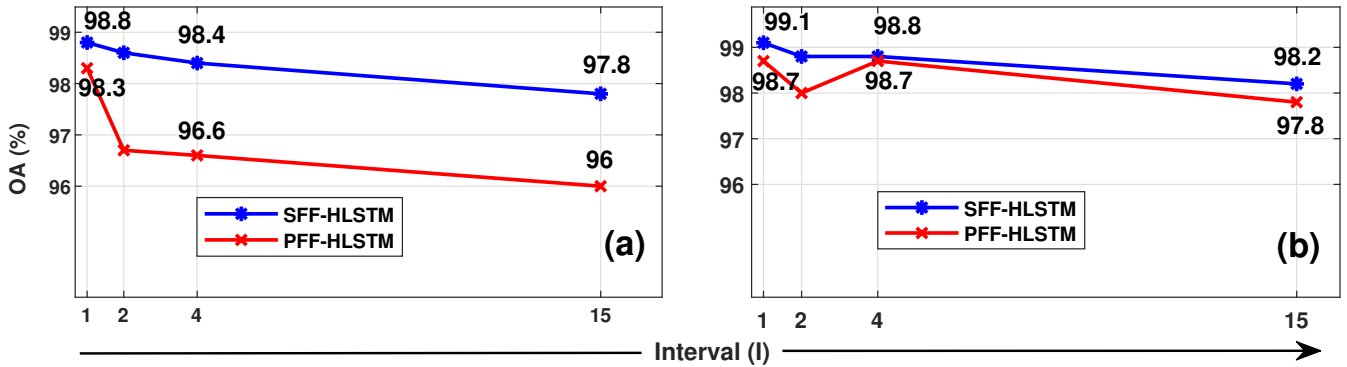 OA (%)
99
98
97
96
98.8
98.4
97.8
98.3
96.6
96
SFF-HLSTM
PFF-HLSTM
(a)
1 2 4 15
99
98
97
96
99.1
98.8
98.2
98.7
98.7
97.8
SFF-HLSTM
PFF-HLSTM
(b)
1 2 4 15
Interval (I)